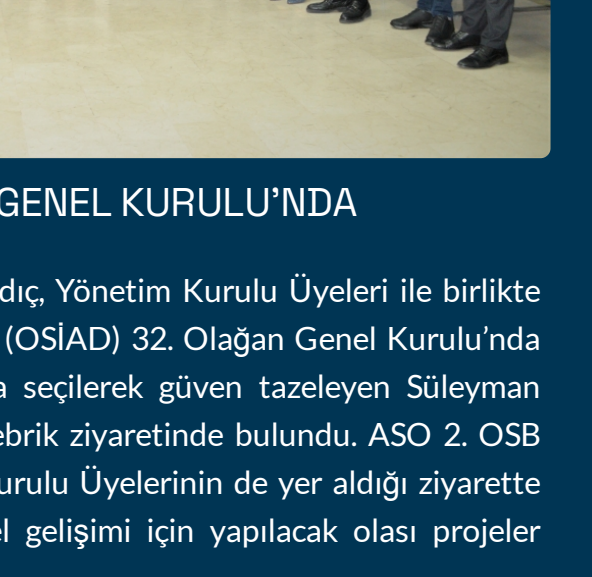 GENEL KURULU’NDA
dıç, Yönetim Kurulu Üyeleri ile birlikte
(OSİAD) 32. Olağan Genel Kurulu’nda
a seçilerek güven tazeleyen Süleyman
ebrik ziyaretinde bulundu. ASO 2. OSB
urulu Üyelerinin de yer aldığı ziyarette
el gelişimi için yapılacak olası projeler